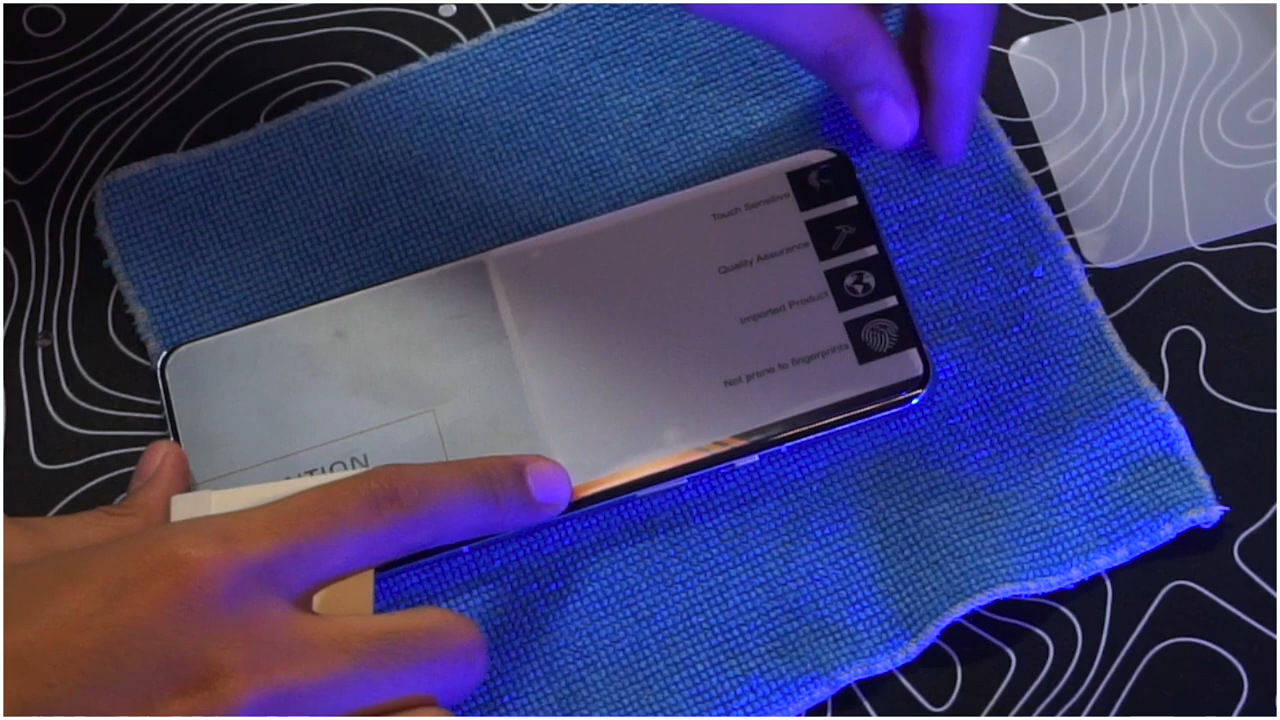 Touch Sensitive
Quality Assurance
Imported Product
Not prone to fingerprints